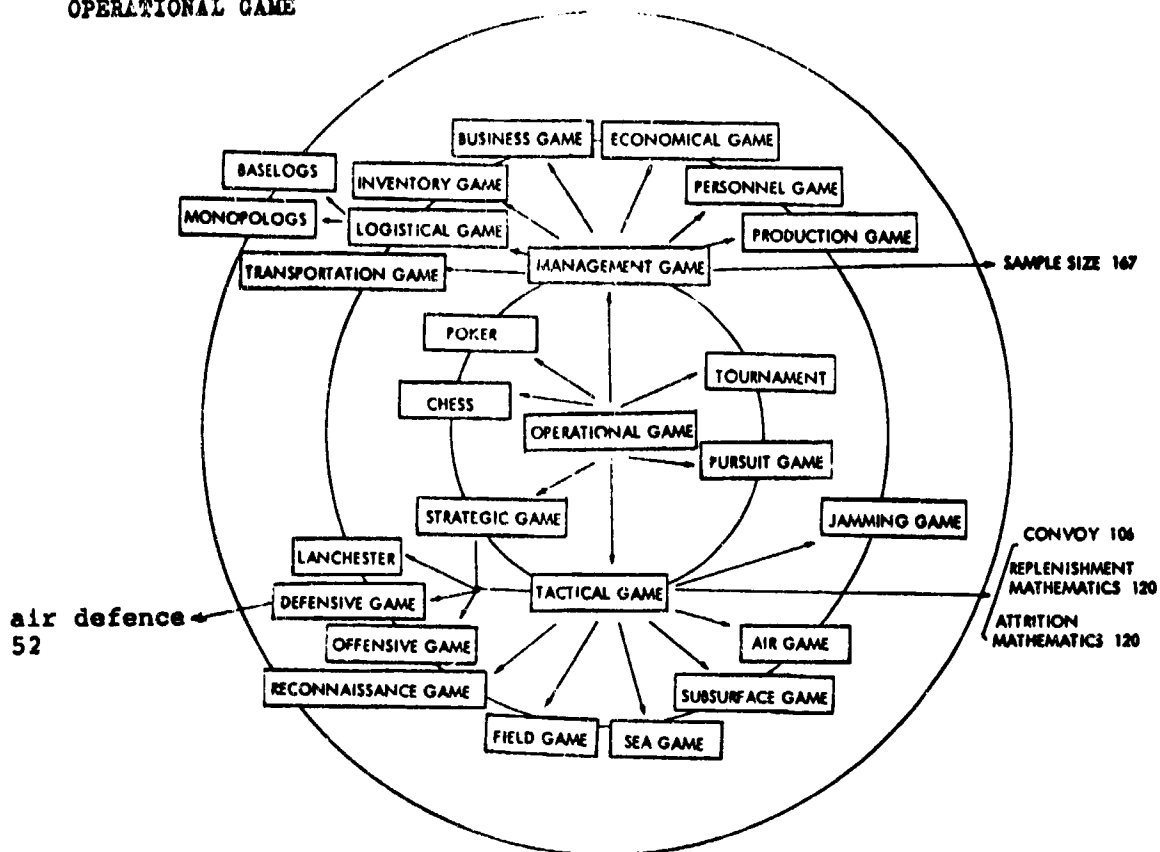 OPERATIONAL GAME
BUSINESS GAME
ECONOMICAL GAME
BASELOGS
INVENTORY GAME
PERSONNEL GAME
MONOPOLOGS
LOGISTICAL GAME
PRODUCTION GAME
TRANSPORTATION GAME
MANAGEMENT GAME
SAMPLE SIZE 167
POKER
TOURNAMENT
CHESS
OPERATIONAL GAME
PURSUIT GAME
STRATEGIC GAME
JAMMING GAME
LANCHESTER
CONVOY 106
REPLENISHMENT
MATHEMATICS 120
ATTRITION
MATHEMATICS 120
TACTICAL GAME
DEFENSIVE GAME
air defence
52
OFFENSIVE GAME
AIR GAME
RECONNAISSANCE GAME
SUBSURFACE GAME
FIELD GAME
SEA GAME